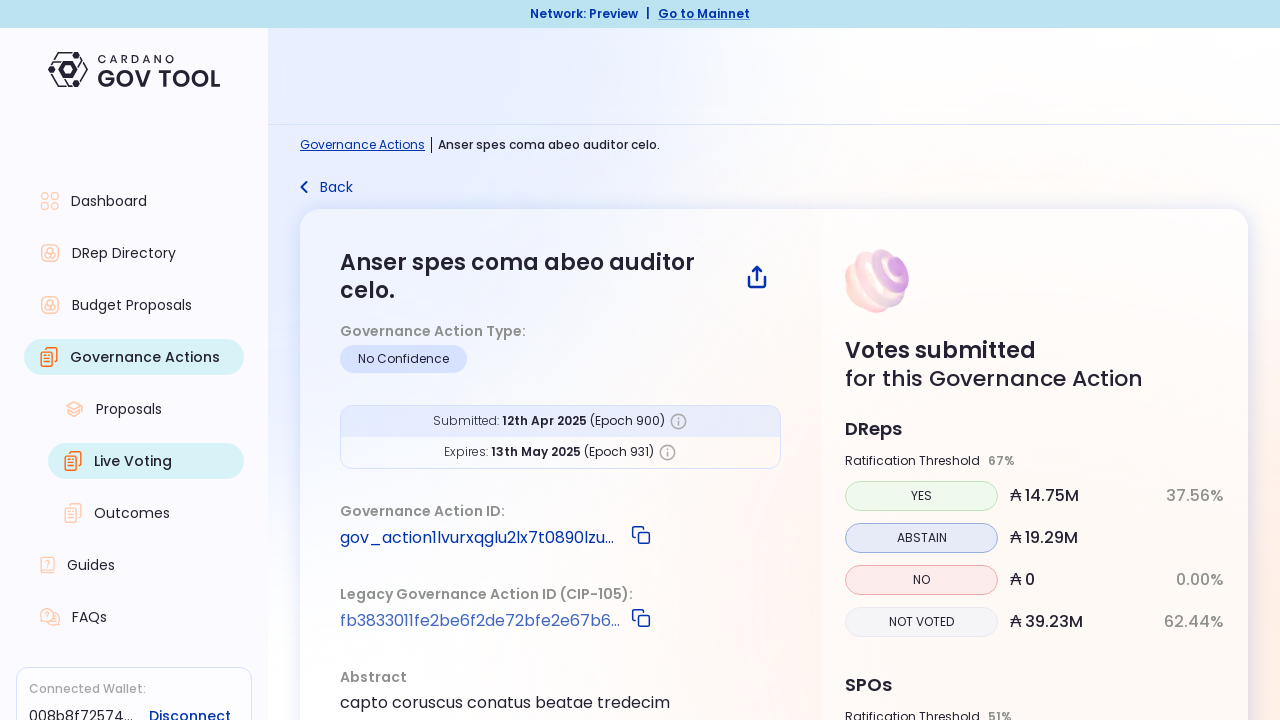 Network: Preview | Go to Mainnet
CARDANO
GOV TOOL
Dashboard
DRep Directory
Budget Proposals
Governance Actions
Proposals
Live Voting
Outcomes
Guides
FAQs
Connected Wallet:
008b8f72574...
Disconnect
Governance Actions | Anser spes coma abeo auditor celo.
Back
Anser spes coma abeo auditor
celo.
Governance Action Type:
No Confidence
Submitted: 12th Apr 2025 (Epoch 900)
Expires: 13th May 2025 (Epoch 931)
Governance Action ID:
gov_action1lvurxqglu2lx7t0890lzu...
Legacy Governance Action ID (CIP-105):
fb3833011fe2be6f2de72bfe2e67b6...
Abstract
capto coruscus conatus beatae tredecim
Votes submitted
for this Governance Action
DReps
Ratification Threshold 67%
YES ₳ 14.75M 37.56%
ABSTAIN ₳ 19.29M
NO ₳ 0 0.00%
NOT VOTED ₳ 39.23M 62.44%
SPOs
Ratification Threshold 51%